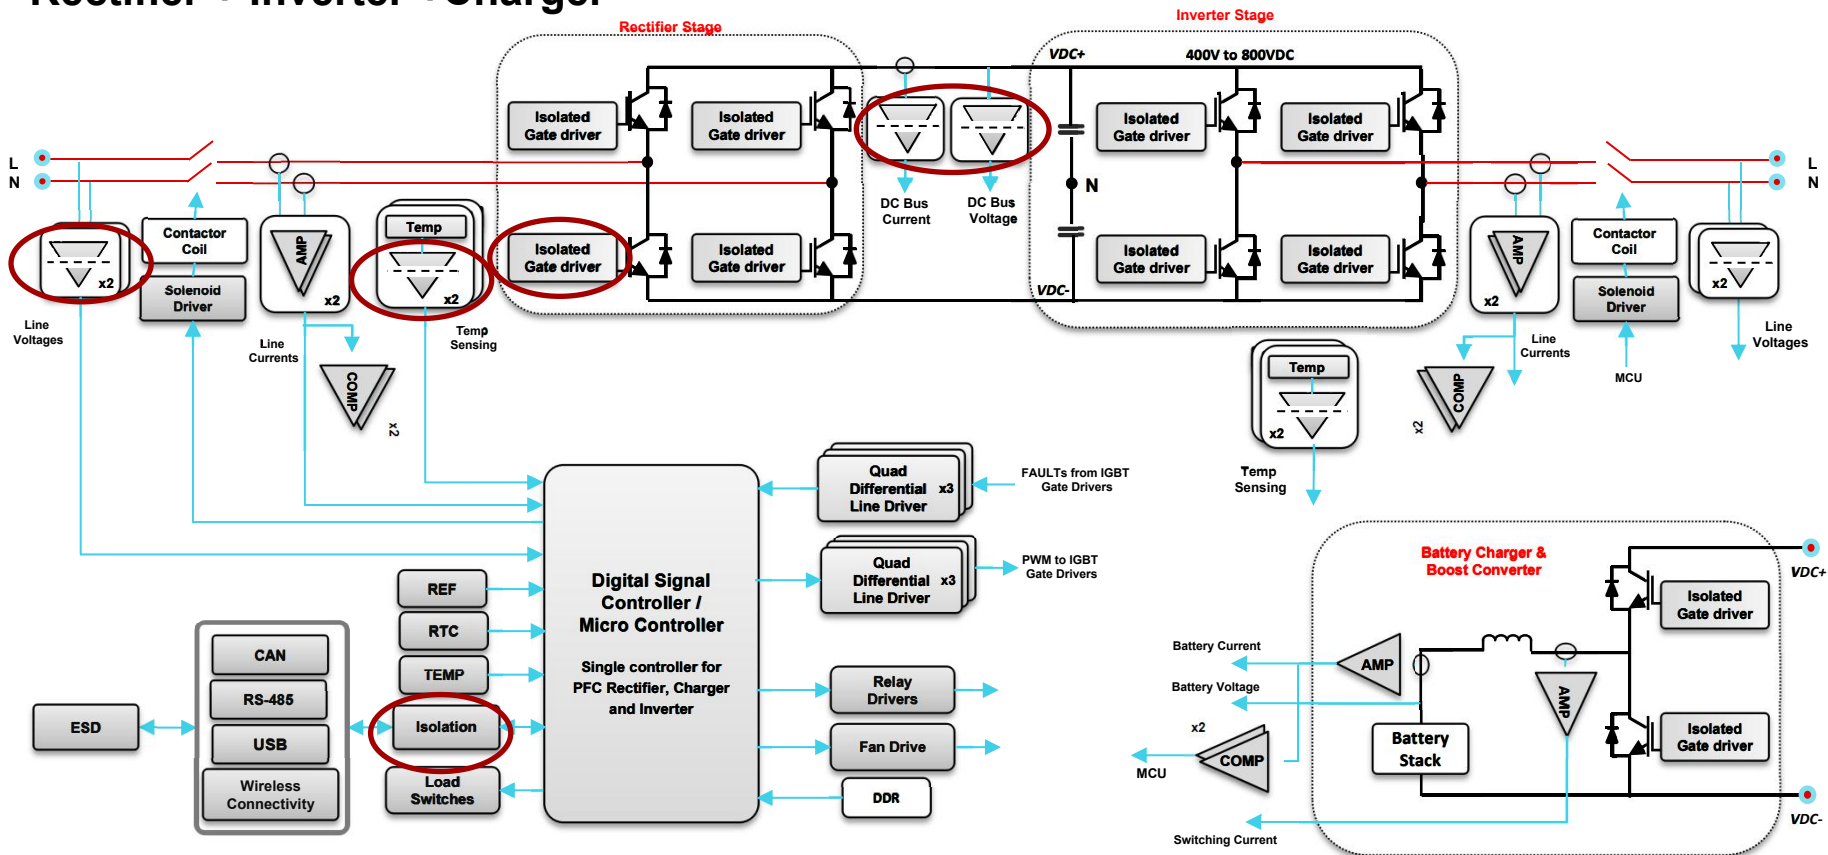 Rectifier + Inverter + Charger
Rectifier Stage
Inverter Stage
VDC+
400V to 800VDC
Isolated
Gate driver
Isolated
Gate driver
Isolated
Gate driver
Isolated
Gate driver
L
N
L
N
N
DC Bus
Current
DC Bus
Voltage
Temp
x2
Temp
Sensing
Contactor
Coil
Solenoid
Driver
x2
Line
Voltages
AMP
x2
Line
Currents
COMP
x2
Isolated
Gate driver
Isolated
Gate driver
VDC-
Isolated
Gate driver
Isolated
Gate driver
AMP
x2
Line
Currents
COMP
x2
Contactor
Coil
Solenoid
Driver
MCU
x2
Line
Voltages
Temp
x2
Temp
Sensing
Quad
Differential
Line Driver
x3
FAULTs from IGBT
Gate Drivers
Quad
Differential
Line Driver
x3
PWM to IGBT
Gate Drivers
Digital Signal
Controller /
Micro Controller
Single controller for
PFC Rectifier, Charger
and Inverter
REF
RTC
TEMP
Isolation
Load
Switches
CAN
RS-485
USB
Wireless
Connectivity
ESD
Relay
Drivers
Fan Drive
DDR
Battery Charger &
Boost Converter
VDC+
Isolated
Gate driver
Isolated
Gate driver
VDC-
Battery Current
Battery Voltage
AMP
AMP
x2
COMP
MCU
Battery
Stack
Switching Current